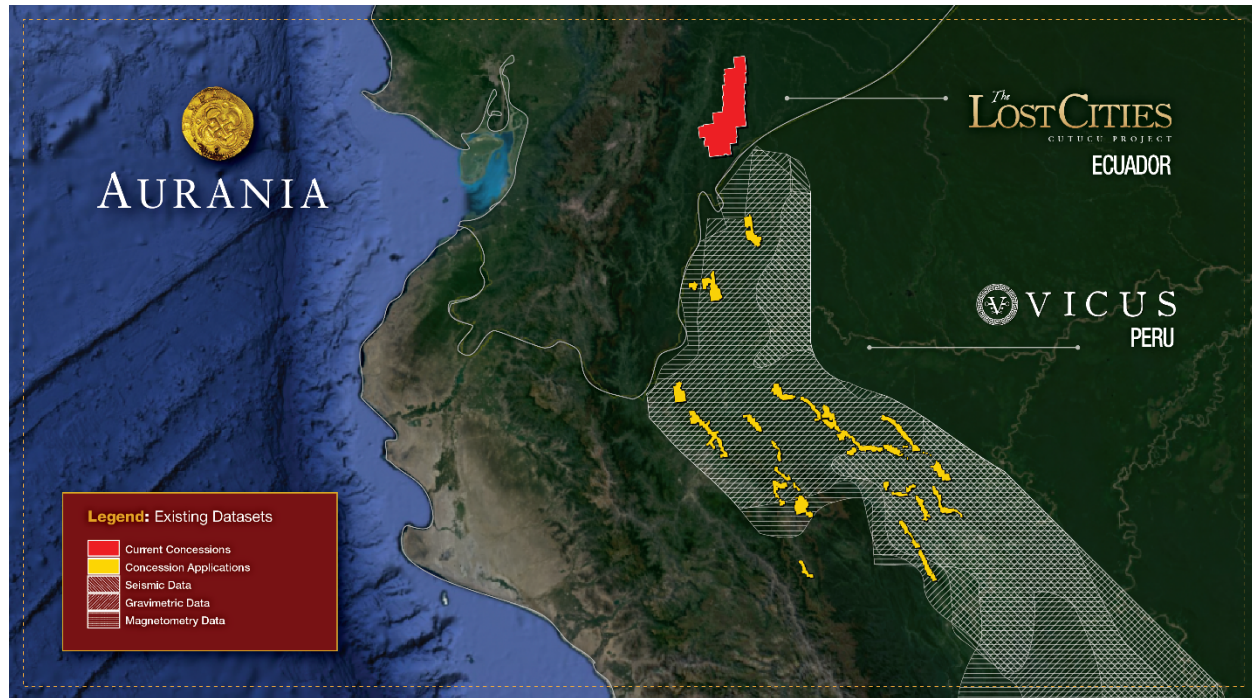 AURANIA
The
LOST CITIES
CUTUCU PROJECT
ECUADOR
VICUS
PERU
Legend: Existing Datasets
Current Concessions
Concession Applications
Seismic Data
Gravimetric Data
Magnetometry Data